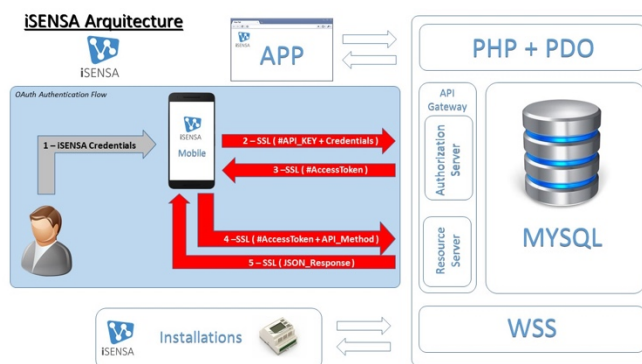 iSENSA Arquitecture
iSENSA
iSENSA
APP
PHP + PDO
OAuth Authentication Flow
1 – iSENSA Credentials
iSENSA
Mobile
2 – SSL ( #API_KEY + Credentials)
3 –SSL ( #AccessToken)
4 –SSL ( #AccessToken + API_Method)
5 – SSL ( JSON_Response)
API
Gateway
Authorization
Server
Resource
Server
MYSQL
iSENSA
Installations
WSS